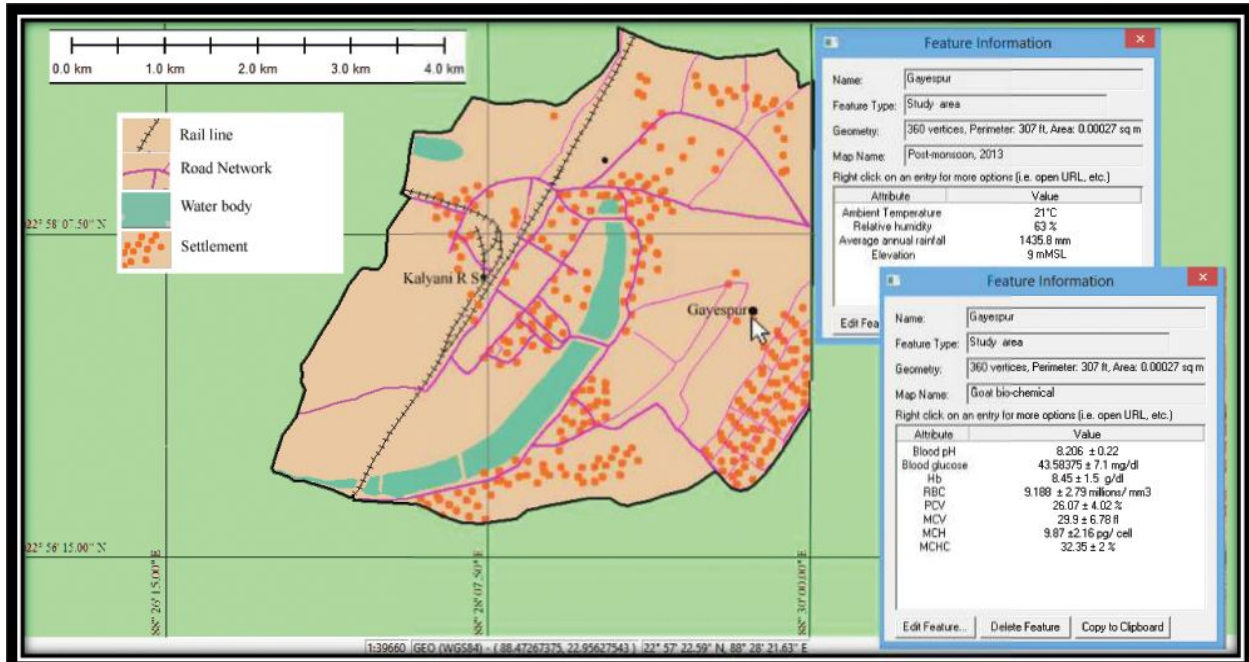 0.0 km 1.0 km 2.0 km 3.0 km 4.0 km
Rail line
Road Network
Water body
Settlement
22° 58' 07.50" N
22° 56' 15.00" N
88° 26' 15.00" E
88° 28' 07.50" E
88° 30' 00.00" E
Kalyani R S
Gayespur
Feature Information
Name: Gayespur
Feature Type: Study area
Geometry: 360 vertices, Perimeter: 307 ft, Area: 0.00027 sq m
Map Name: Post-monsoon, 2013
Right click on an entry for more options (i.e. open URL, etc.)
Attribute Value
Ambient Temperature 21°C
Relative humidity 63 %
Average annual rainfall 1435.8 mm
Elevation 9 mMSL
Edit Fea
Feature Information
Name: Gayespur
Feature Type: Study area
Geometry: 360 vertices, Perimeter: 307 ft, Area: 0.00027 sq m
Map Name: Goat bio-chemical
Right click on an entry for more options (i.e. open URL, etc.)
Attribute Value
Blood pH 8.206 ± 0.22
Blood glucose 43.58375 ± 7.1 mg/dl
Hb 8.45 ± 1.5 g/dl
RBC 9.188 ± 2.79 millions/ mm3
PCV 26.07 ± 4.02 %
MCV 29.9 ± 6.78 fl
MCH 9.87 ±2.16 pg/ cell
MCHC 32.35 ± 2 %
Edit Feature... Delete Feature Copy to Clipboard
1:39660 GEO (WGS84) - ( 88.47267375, 22.95627543 ) 22° 57' 22.59" N, 88° 28' 21.63" E